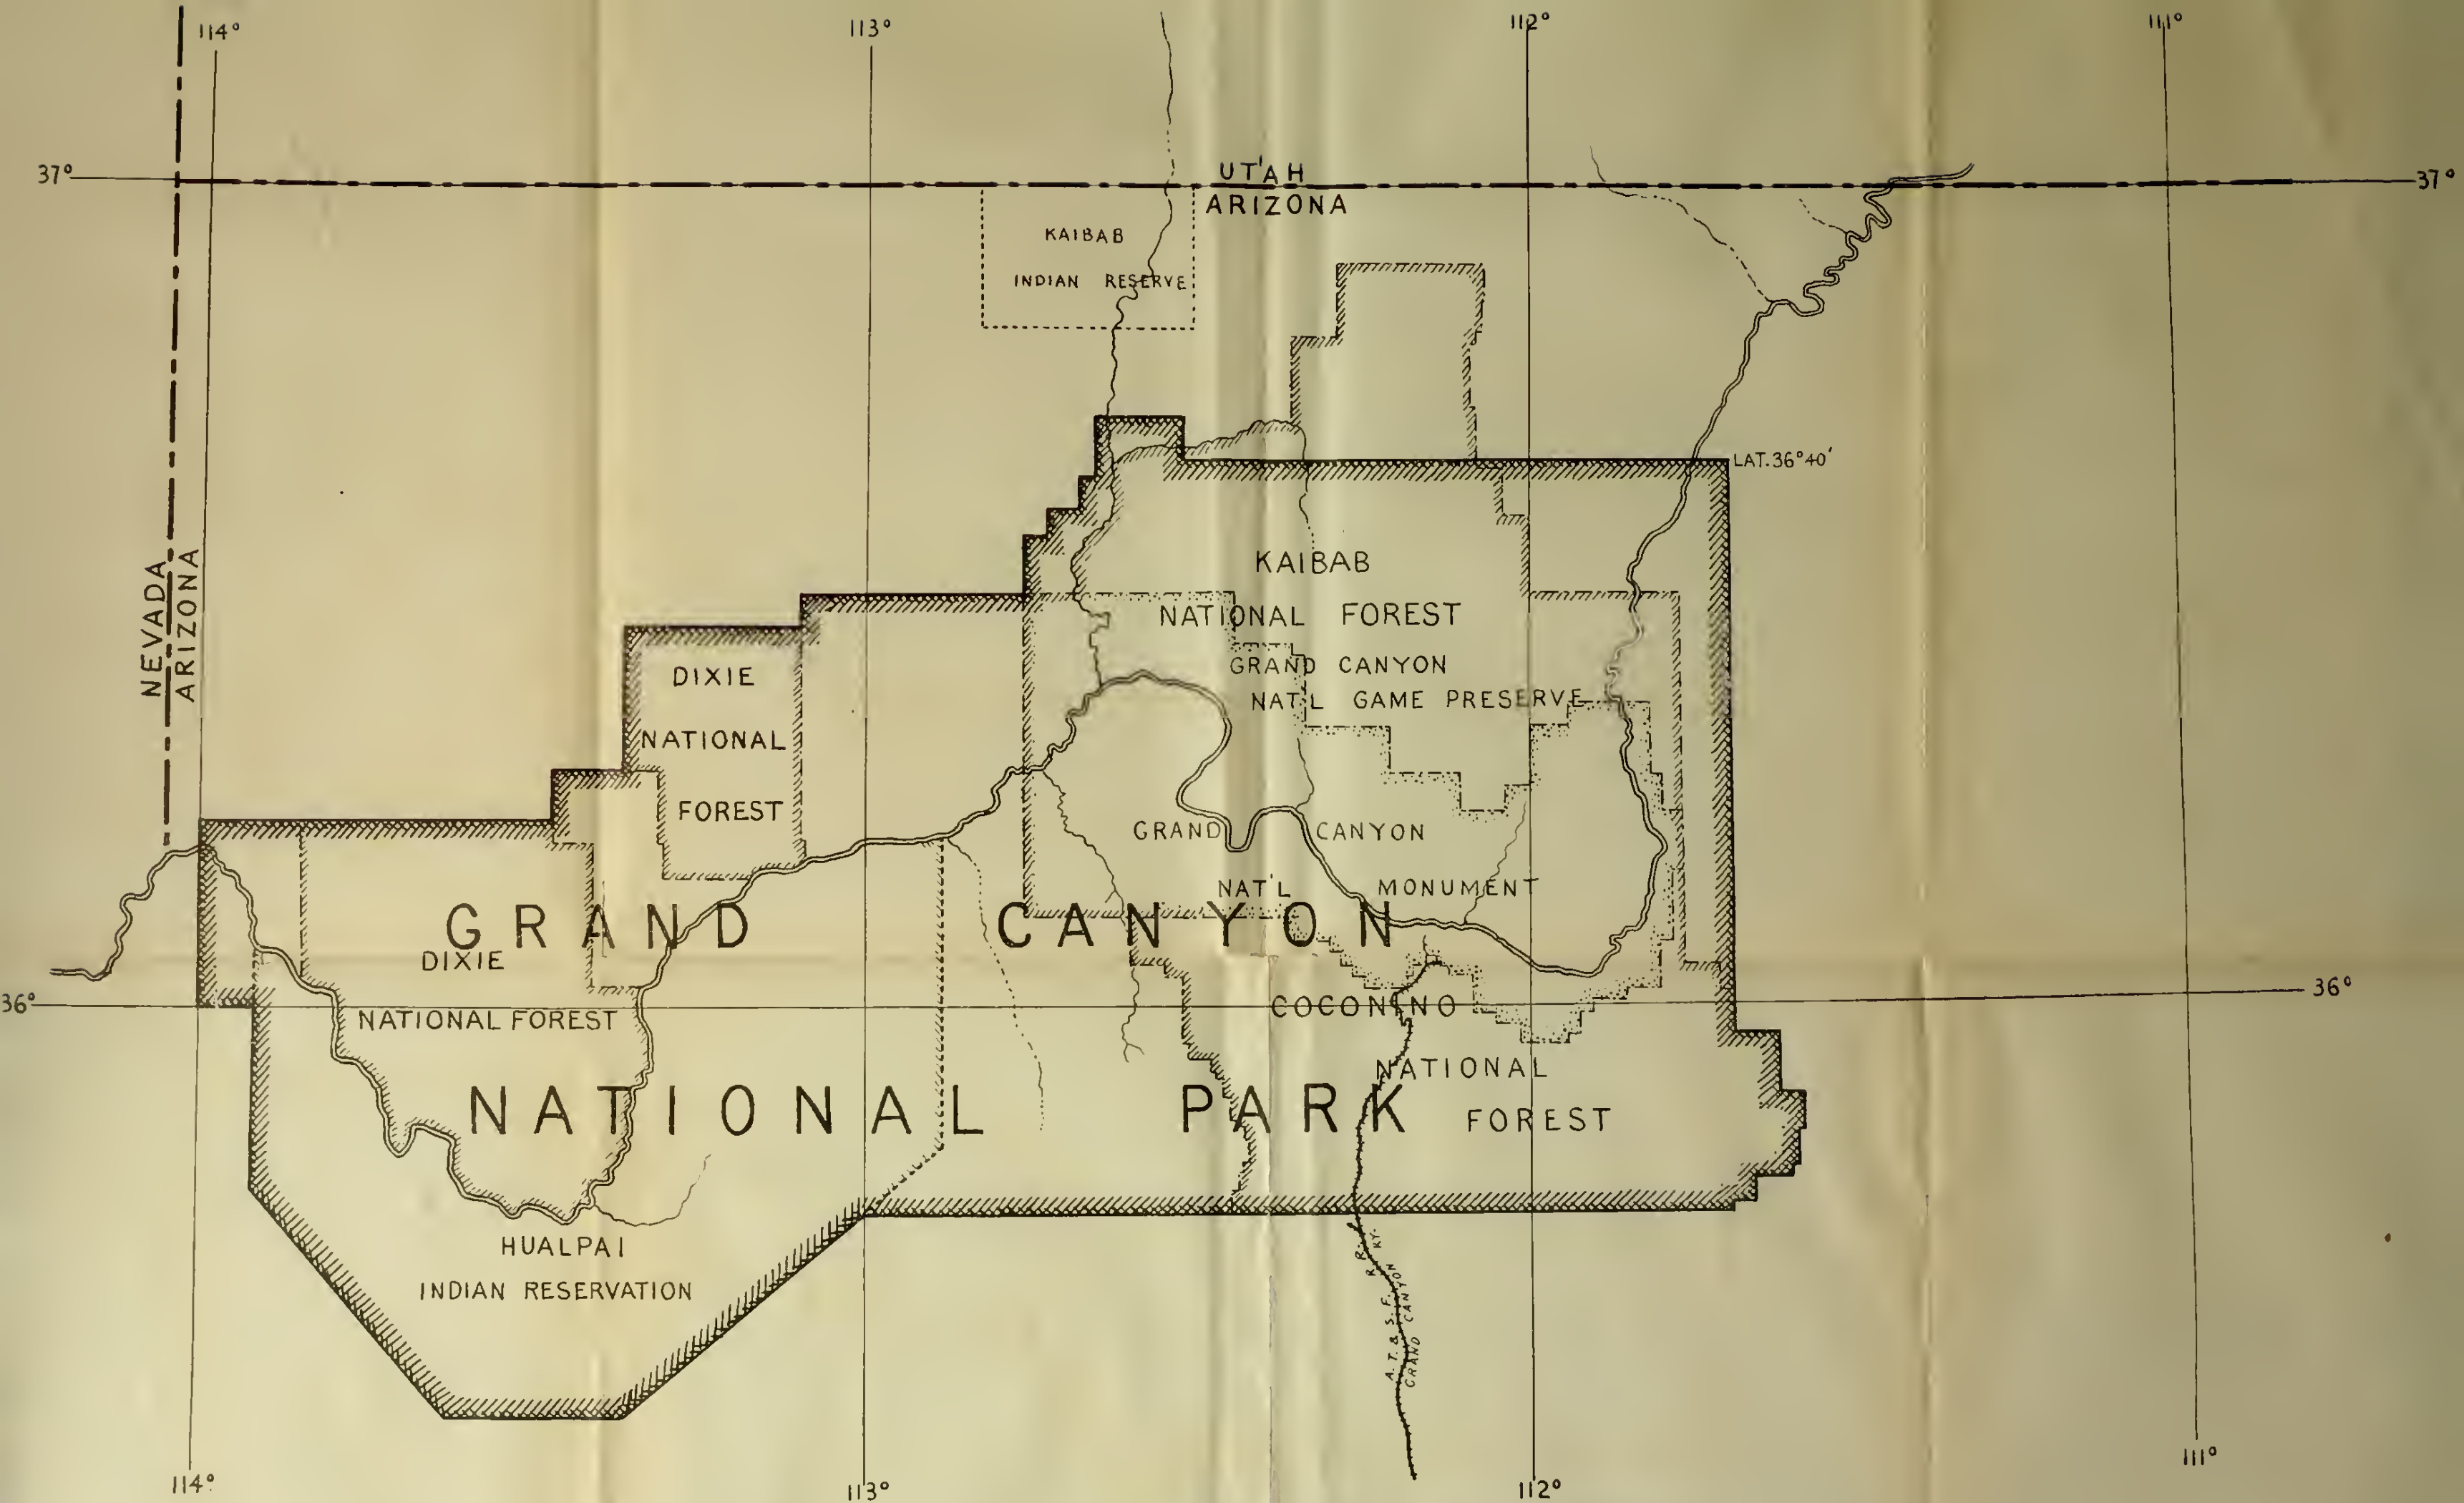 114°
113°
112°
111°
37°
UTAH
37°
ARIZONA
KAIBAB
INDIAN RESERVE
LAT. 36°40'
NEVADA
ARIZONA
KAIBAB
NATIONAL FOREST
GRAND CANYON
NAT'L GAME PRESERVE
DIXIE
NATIONAL
FOREST
GRAND CANYON
NAT'L MONUMENT
GRAND CANYON
DIXIE
36°
36°
COCONINO
NATIONAL FOREST
NATIONAL
NATIONAL PARK
FOREST
R. R.
RY.
HUALPAI
INDIAN RESERVATION
A. T. & S. F.
GRAND CANYON
114°
113°
112°
111°